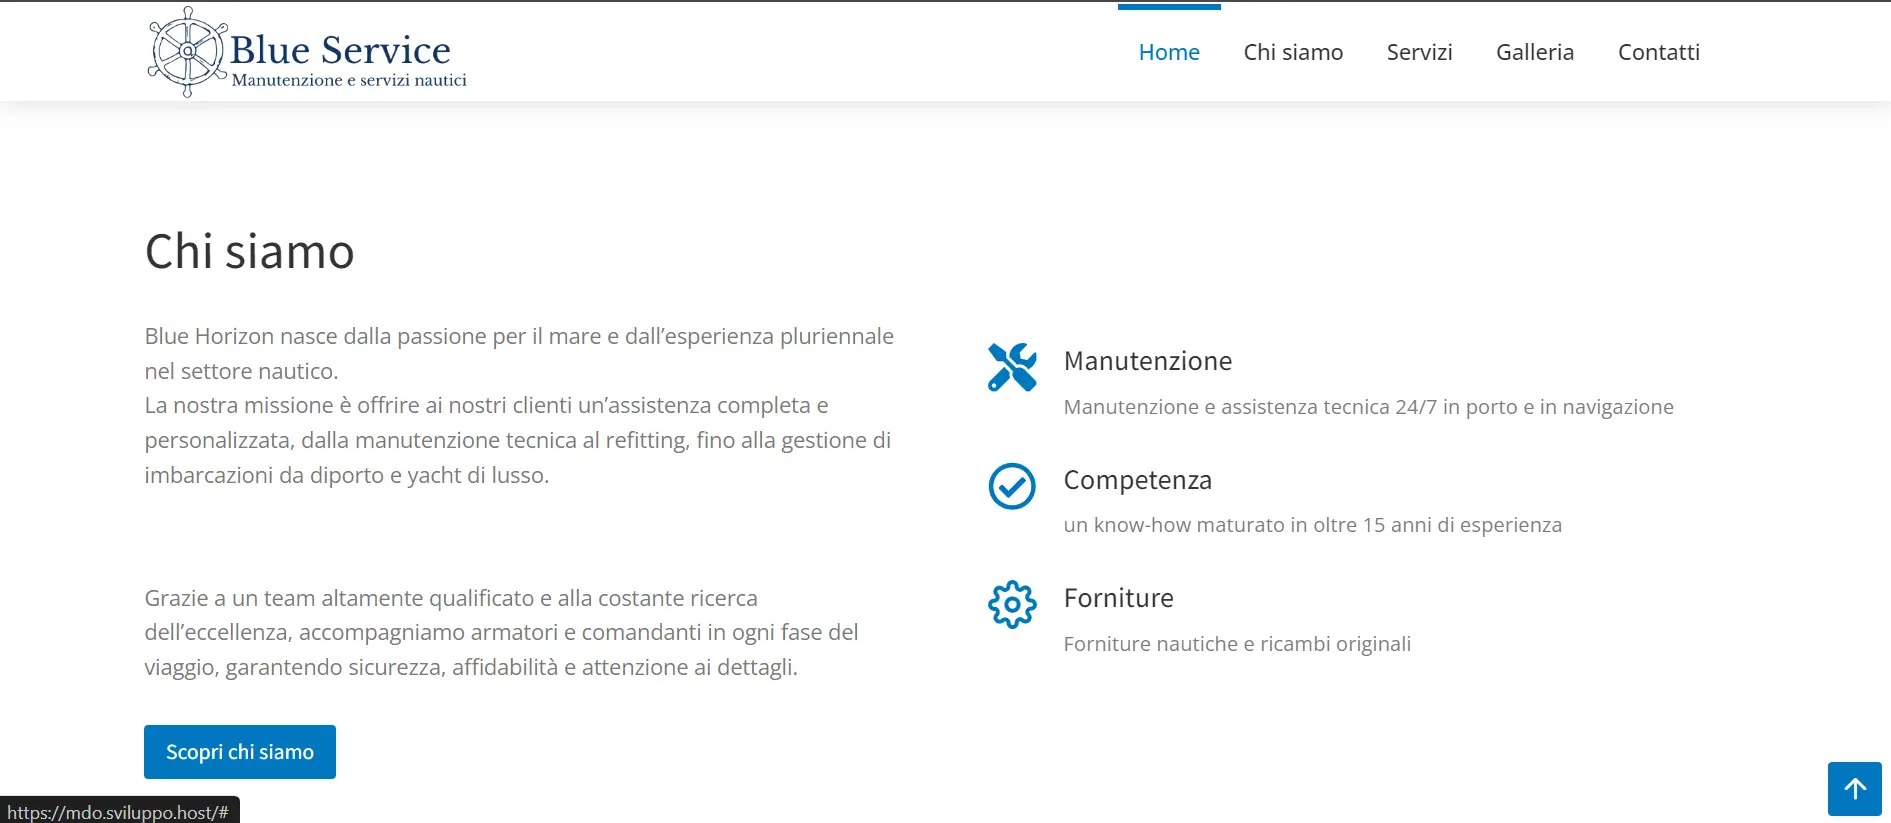 Blue Service
Manutenzione e servizi nautici
Home
Chi siamo
Servizi
Galleria
Contatti
Chi siamo
Blue Horizon nasce dalla passione per il mare e dall’esperienza pluriennale
nel settore nautico.
La nostra missione è offrire ai nostri clienti un’assistenza completa e
personalizzata, dalla manutenzione tecnica al refitting, fino alla gestione di
imbarcazioni da diporto e yacht di lusso.
Grazie a un team altamente qualificato e alla costante ricerca
dell’eccellenza, accompagniamo armatori e comandanti in ogni fase del
viaggio, garantendo sicurezza, affidabilità e attenzione ai dettagli.
Scopri chi siamo
Manutenzione
Manutenzione e assistenza tecnica 24/7 in porto e in navigazione
Competenza
un know-how maturato in oltre 15 anni di esperienza
Forniture
Forniture nautiche e ricambi originali
https://mdo.sviluppo.host/#